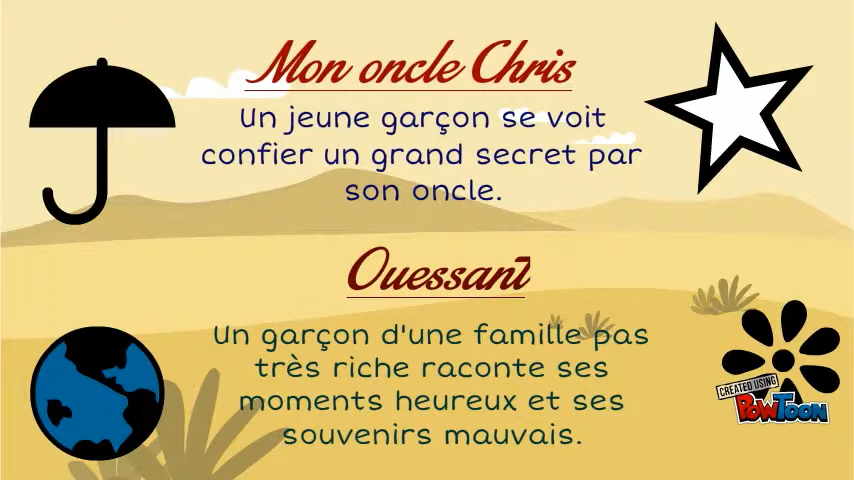 Mon oncle Chris
Un jeune garçon se voit
confier un grand secret par
son oncle.
Ouessant
Un garçon d'une famille pas
très riche raconte ses
moments heureux et ses
souvenirs mauvais.
CREATED USING
POWTOON